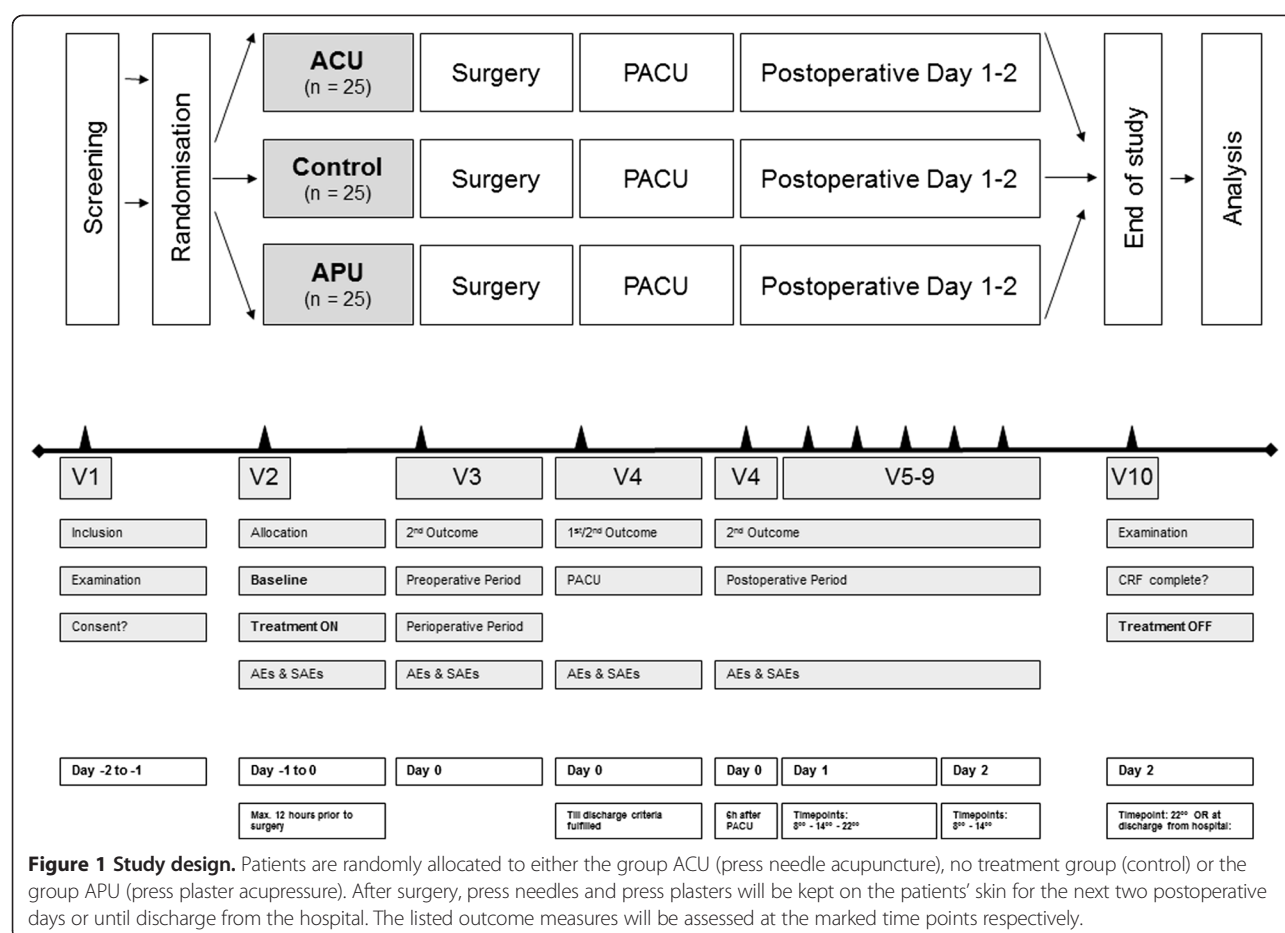 Screening
Randomisation
ACU
(n = 25)
Surgery
PACU
Postoperative Day 1-2
Control
(n = 25)
Surgery
PACU
Postoperative Day 1-2
APU
(n = 25)
Surgery
PACU
Postoperative Day 1-2
End of study
Analysis
V1
V2
V3
V4
V4
V5-9
V10
Inclusion
Allocation
2nd Outcome
1st/2nd Outcome
2nd Outcome
Examination
Examination
Baseline
Preoperative Period
PACU
Postoperative Period
CRF complete?
Consent?
Treatment ON
Perioperative Period
Treatment OFF
AEs & SAEs
AEs & SAEs
AEs & SAEs
AEs & SAEs
Day -2 to -1
Day -1 to 0
Day 0
Day 0
Day 0
Day 1
Day 2
Day 2
Max. 12 hours prior to
surgery
Till discharge criteria
fulfilled
6h after
PACU
Timepoints:
8⁰⁰ - 14⁰⁰ - 22⁰⁰
Timepoints:
8⁰⁰ - 14⁰⁰
Timepoint: 22⁰⁰ OR at
discharge from hospital:
Figure 1 Study design. Patients are randomly allocated to either the group ACU (press needle acupuncture), no treatment group (control) or the
group APU (press plaster acupressure). After surgery, press needles and press plasters will be kept on the patients' skin for the next two postoperative
days or until discharge from the hospital. The listed outcome measures will be assessed at the marked time points respectively.